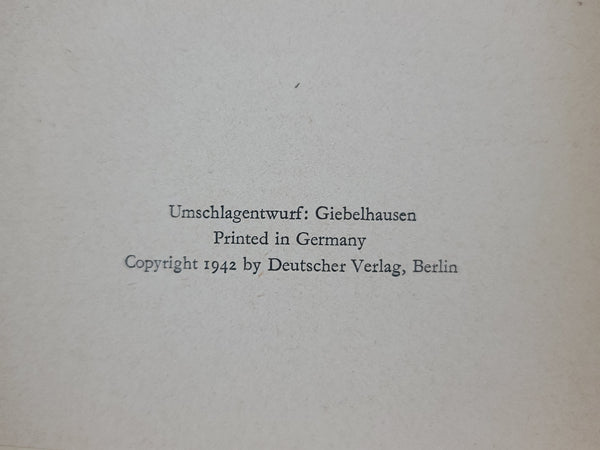 Umschlagentwurf: Giebelhausen
Printed in Germany
Copyright 1942 by Deutscher Verlag, Berlin